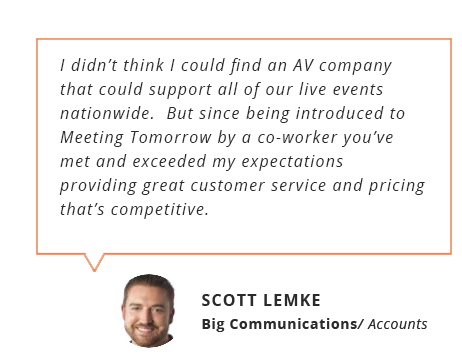 I didn’t think I could find an AV company
that could support all of our live events
nationwide.  But since being introduced to
Meeting Tomorrow by a co-worker you’ve
met and exceeded my expectations
providing great customer service and pricing
that’s competitive.
SCOTT LEMKE
Big Communications/ Accounts